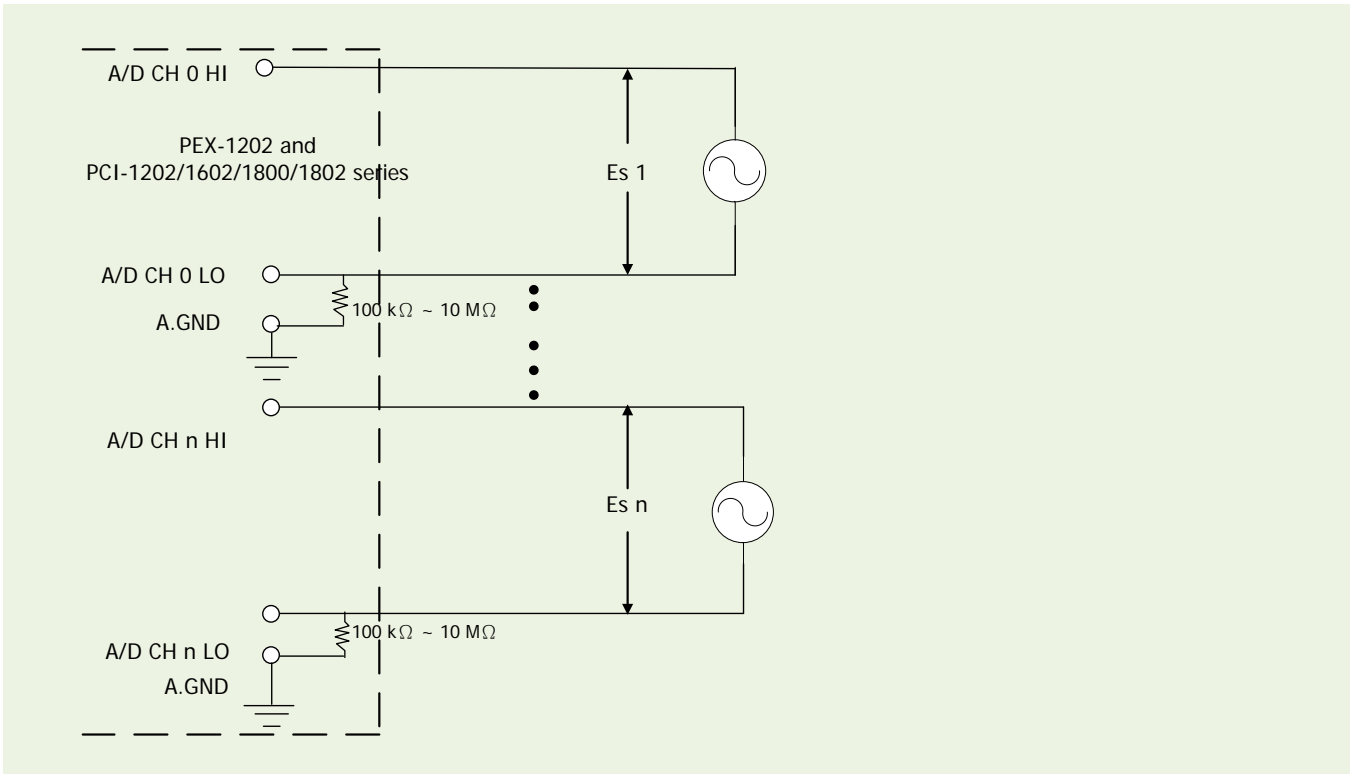 A/D CH 0 HI
PEX-1202 and
PCI-1202/1602/1800/1802 series
Es 1
A/D CH 0 LO
100 kΩ ~ 10 MΩ
A.GND
A/D CH n HI
Es n
100 kΩ ~ 10 MΩ
A/D CH n LO
A.GND